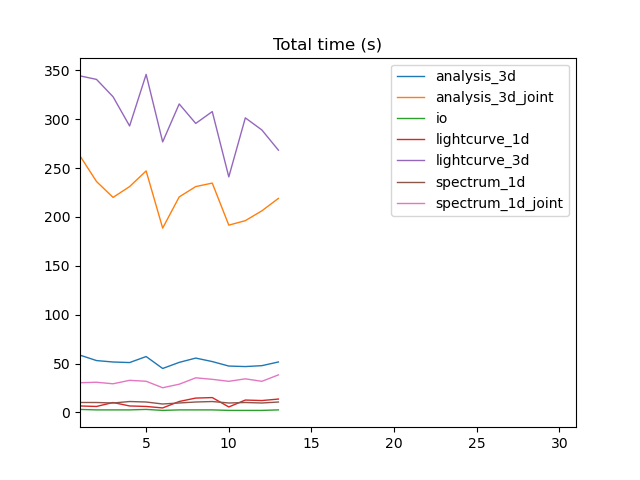 Total time (s)
350
300
250
200
150
100
50
0
5
10
15
20
25
30
analysis_3d
analysis_3d_joint
io
lightcurve_1d
lightcurve_3d
spectrum_1d
spectrum_1d_joint